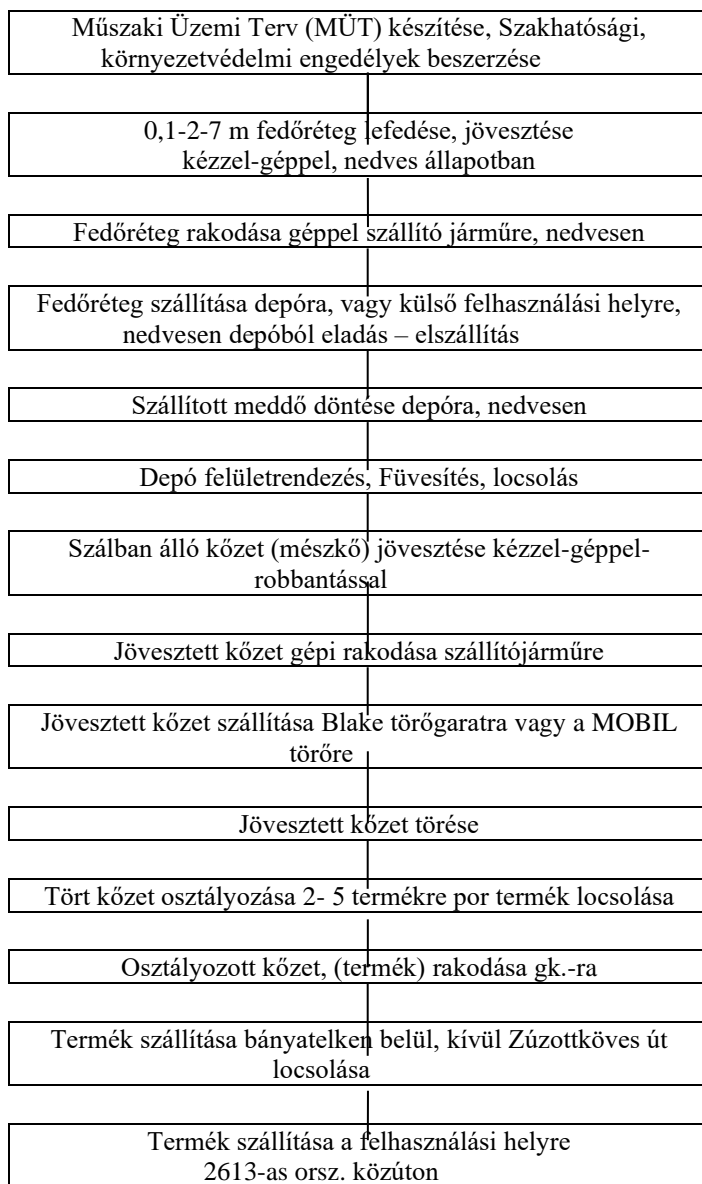 Műszaki Üzemi Terv (MÜT) készítése, Szakhatósági,
környezetvédelmi engedélyek beszerzése
0,1-2-7 m fedőréteg lefedése, jövesztése
kézzel-géppel, nedves állapotban
Fedőréteg rakodása géppel szállító járműre, nedvesen
Fedőréteg szállítása depóra, vagy külső felhasználási helyre,
nedvesen depóból eladás – elszállítás
Szállított meddő döntése depóra, nedvesen
Depó felületrendezés, Füvesítés, locsolás
Szálban álló kőzet (mészkő) jövesztése kézzel-géppel-
robbantással
Jövesztett kőzet gépi rakodása szállítójárműre
Jövesztett kőzet szállítása Blake törőgaratra vagy a MOBIL
törőre
Jövesztett kőzet törése
Tört kőzet osztályozása 2- 5 termékre por termék locsolása
Osztályozott kőzet, (termék) rakodása gk.-ra
Termék szállítása bányatelken belül, kívül Zúzottköves út
locsolása
Termék szállítása a felhasználási helyre
2613-as orsz. közúton